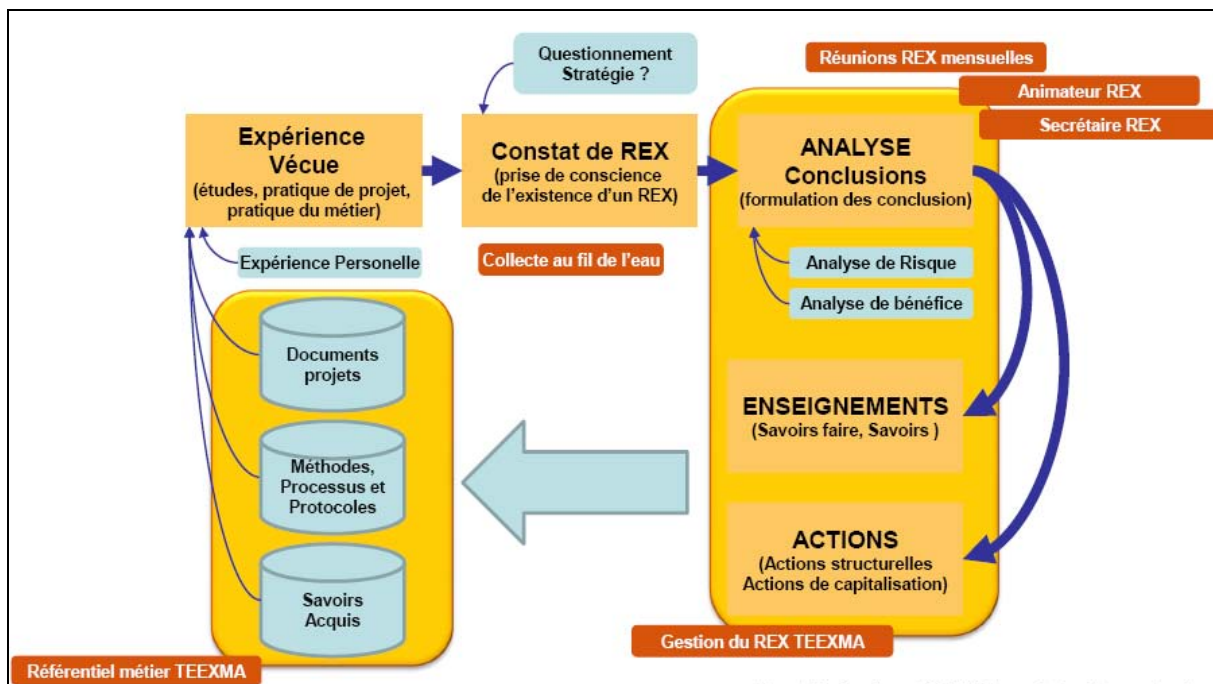 Questionnement
Stratégie ?
Réunions REX mensuelles
Animateur REX
Secrétaire REX
Expérience
Vécue
(études, pratique de projet,
pratique du métier)
Constat de REX
(prise de conscience
de l'existence d'un REX)
ANALYSE
Conclusions
(formulation des conclusion)
Expérience Personelle
Collecte au fil de l'eau
Analyse de Risque
Analyse de bénéfice
Documents
projets
Méthodes,
Processus et
Protocoles
Savoirs
Acquis
ENSEIGNEMENTS
(Savoirs faire, Savoirs )
ACTIONS
(Actions structurelles
Actions de capitalisation)
Gestion du REX TEEXMA
Référentiel métier TEEXMA